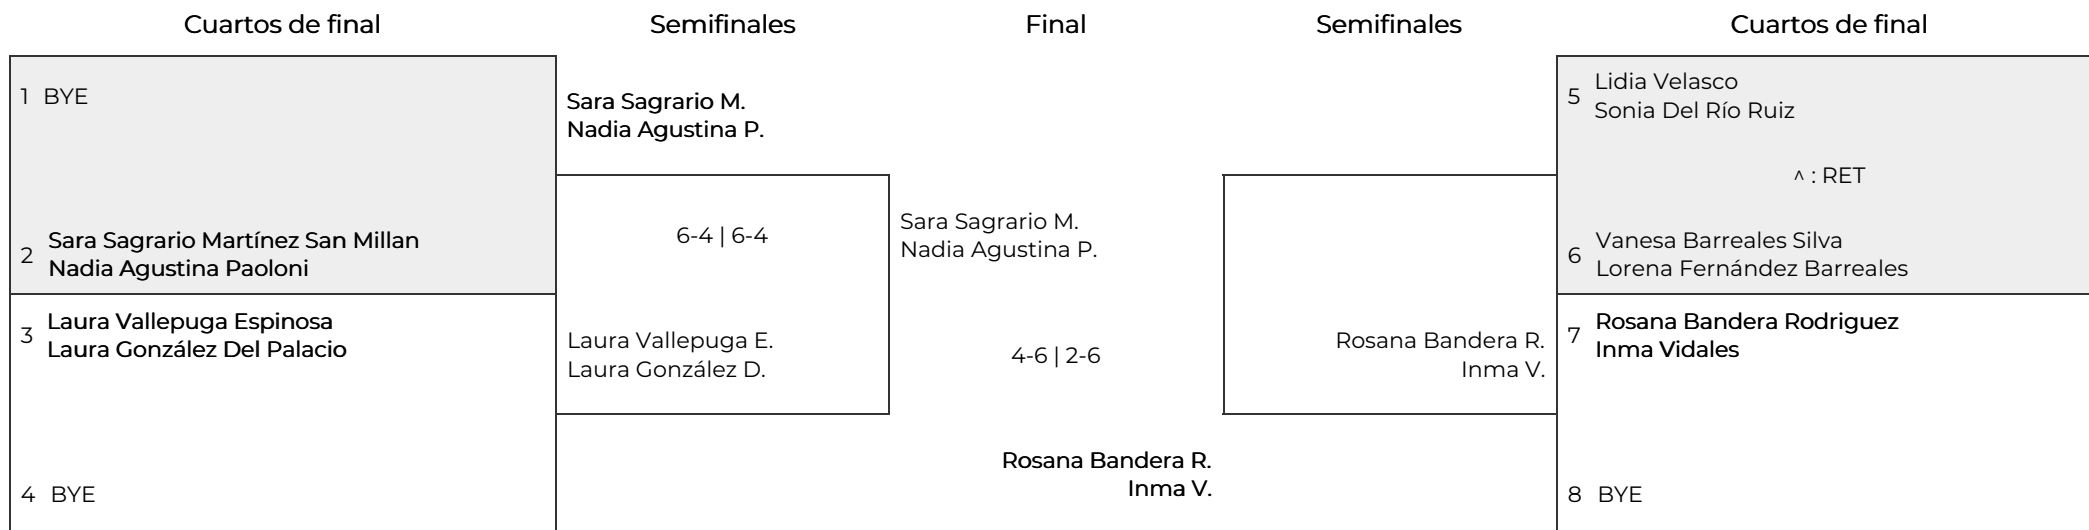 Cuartos de final
Semifinales
Final
Semifinales
Cuartos de final
1 BYE
2 Sara Sagrario Martínez San Millan
Nadia Agustina Paoloni
3 Laura Vallepuga Espinosa
Laura González Del Palacio
4 BYE
Sara Sagrario M.
Nadia Agustina P.
6-4 | 6-4
Laura Vallepuga E.
Laura González D.
Sara Sagrario M.
Nadia Agustina P.
4-6 | 2-6
Rosana Bandera R.
Inma V.
Rosana Bandera R.
Inma V.
5 Lidia Velasco
Sonia Del Río Ruiz
^ : RET
6 Vanesa Barreales Silva
Lorena Fernández Barreales
7 Rosana Bandera Rodriguez
Inma Vidales
8 BYE